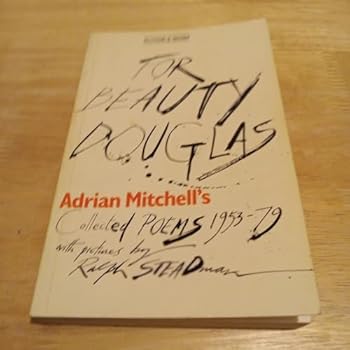 FOR
BEAUTY
DOUGLAS
Adrian Mitchell's
Collected POEMS 1953-79
with pictures by
Ralph STEADman